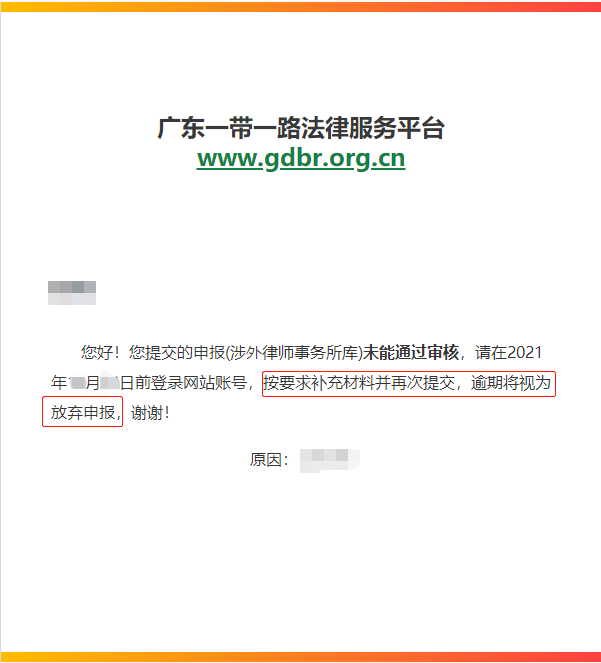 广东一带一路法律服务平台
www.gdbr.org.cn
您好！您提交的申报(涉外律师事务所库)未能通过审核，请在2021
年 月 日前登录网站账号，按要求补充材料并再次提交，逾期将视为
放弃申报，谢谢！
原因：